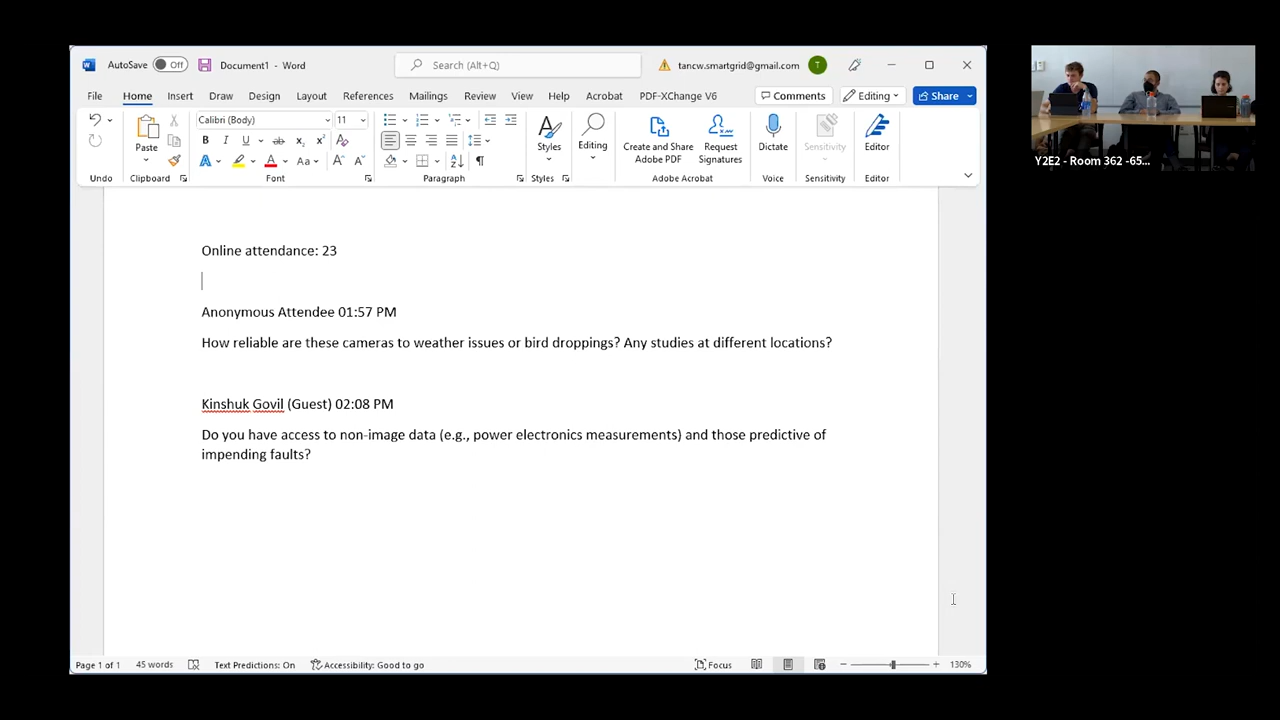 AutoSave Off Document1 - Word Search (Alt+Q) tancw.smartgrid@gmail.com T
File Home Insert Draw Design Layout References Mailings Review View Help Acrobat PDF-XChange V6 Comments Editing Share
Calibri (Body) 11
Paste Styles Editing Create and Share Adobe PDF Request Signatures Dictate Sensitivity Editor
Undo Clipboard Font Paragraph Styles Adobe Acrobat Voice Sensitivity Editor
Y2E2 - Room 362 -65...
Online attendance: 23
Anonymous Attendee 01:57 PM
How reliable are these cameras to weather issues or bird droppings? Any studies at different locations?
Kinshuk Govil (Guest) 02:08 PM
Do you have access to non-image data (e.g., power electronics measurements) and those predictive of
impending faults?
Page 1 of 1 45 words Text Predictions: On Accessibility: Good to go Focus 130%